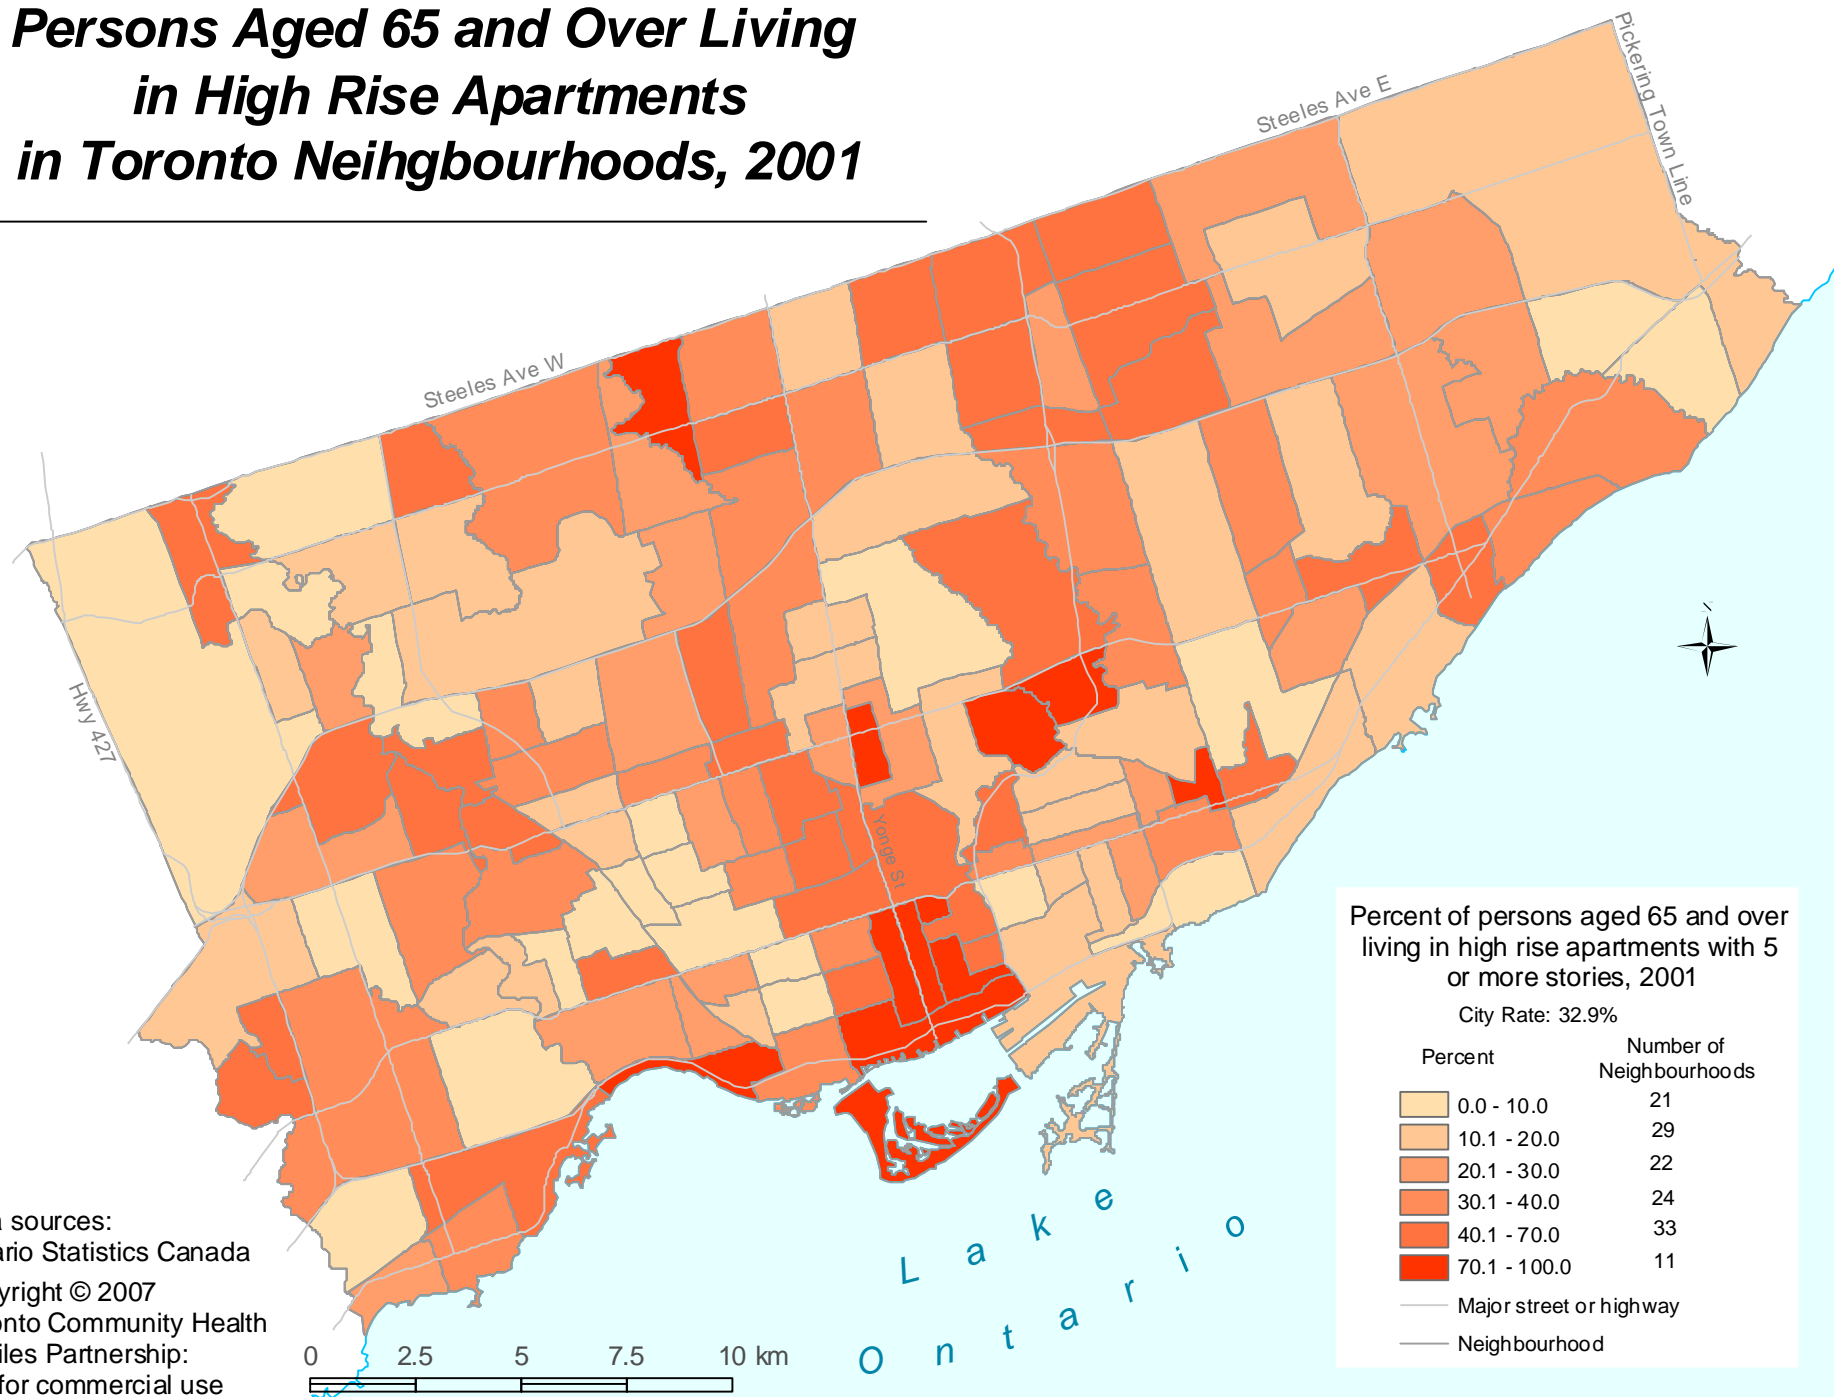 Persons Aged 65 and Over Living
in High Rise Apartments
in Toronto Neihgbourhoods, 2001
Pickering Town Line
Steeles Ave E
Steeles Ave W
Hwy 427
Yonge St
Percent of persons aged 65 and over
living in high rise apartments with 5
or more stories, 2001
City Rate: 32.9%
Percent Number of
Neighbourhoods
0.0 - 10.0 21
10.1 - 20.0 29
20.1 - 30.0 22
30.1 - 40.0 24
40.1 - 70.0 33
70.1 - 100.0 11
Major street or highway
Neighbourhood
Lake
Ontario
sources:
ario Statistics Canada
yright © 2007
onto Community Health
iles Partnership:
for commercial use
0 2.5 5 7.5 10 km